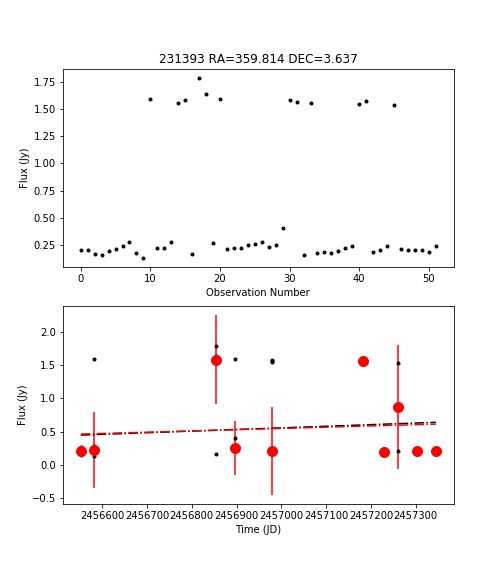 231393 RA=359.814 DEC=3.637
1.75
1.50
1.25
1.00
0.75
0.50
0.25
Flux (Jy)
0 10 20 30 40 50
Observation Number
2.0
1.5
1.0
0.5
0.0
−0.5
Flux (Jy)
2456600 2456700 2456800 2456900 2457000 2457100 2457200 2457300
Time (JD)